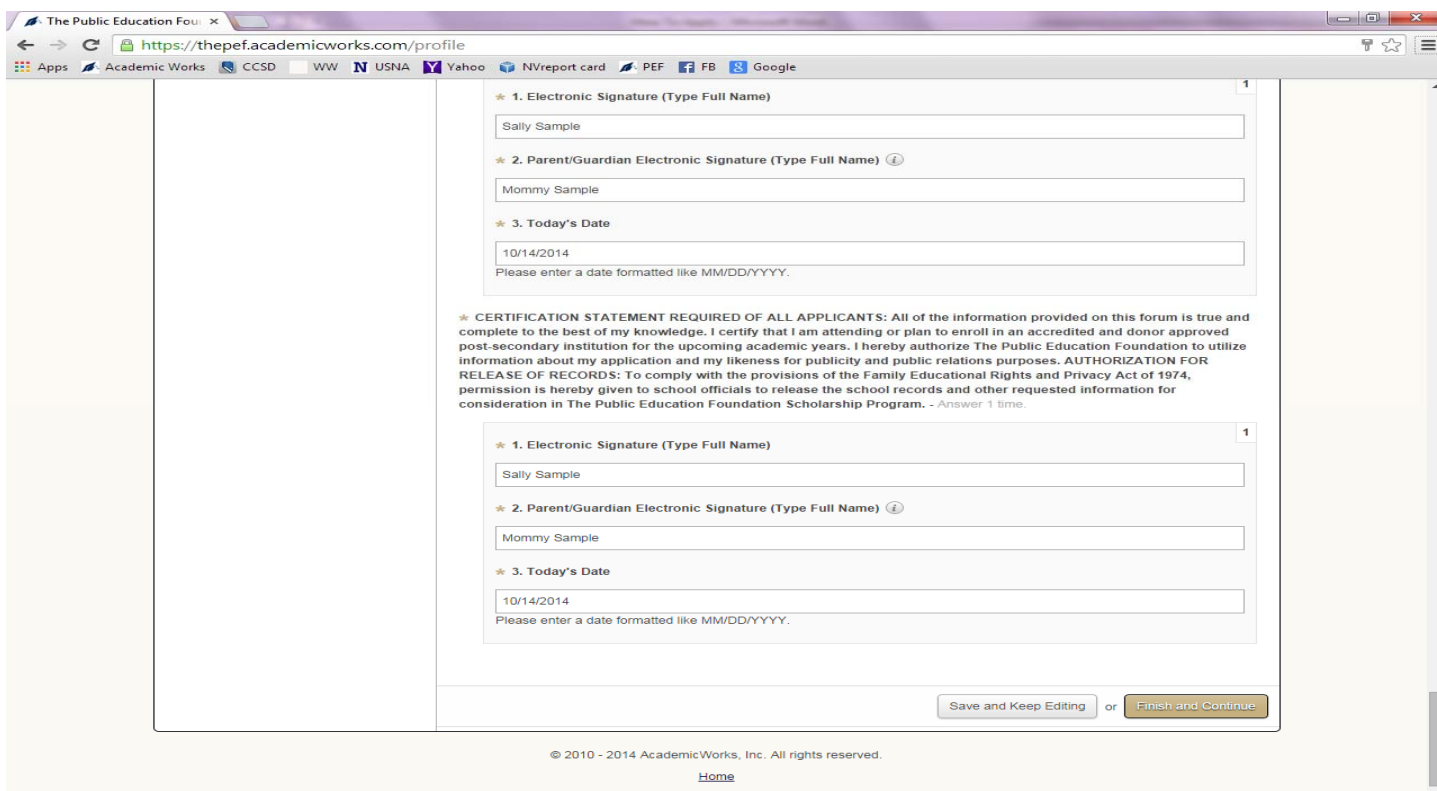 The Public Education Fou
https://thepef.academicworks.com/profile
Apps Academic Works CCSD WW N USNA Y Yahoo NVreport card PEF FB 8 Google
1
* 1. Electronic Signature (Type Full Name)
Sally Sample
* 2. Parent/Guardian Electronic Signature (Type Full Name) i
Mommy Sample
* 3. Today's Date
10/14/2014
Please enter a date formatted like MM/DD/YYYY.
* CERTIFICATION STATEMENT REQUIRED OF ALL APPLICANTS: All of the information provided on this forum is true and
complete to the best of my knowledge. I certify that I am attending or plan to enroll in an accredited and donor approved
post-secondary institution for the upcoming academic years. I hereby authorize The Public Education Foundation to utilize
information about my application and my likeness for publicity and public relations purposes. AUTHORIZATION FOR
RELEASE OF RECORDS: To comply with the provisions of the Family Educational Rights and Privacy Act of 1974,
permission is hereby given to school officials to release the school records and other requested information for
consideration in The Public Education Foundation Scholarship Program. - Answer 1 time.
1
* 1. Electronic Signature (Type Full Name)
Sally Sample
* 2. Parent/Guardian Electronic Signature (Type Full Name) i
Mommy Sample
* 3. Today's Date
10/14/2014
Please enter a date formatted like MM/DD/YYYY.
Save and Keep Editing or Finish and Continue
© 2010 - 2014 AcademicWorks, Inc. All rights reserved.
Home